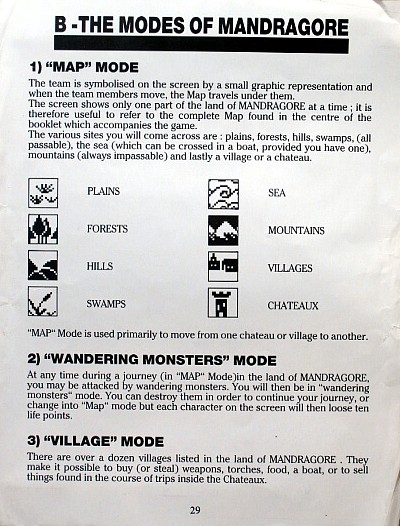 B -THE MODES OF MANDRAGORE
1) “MAP” MODE
The team is symbolised on the screen by a small graphic representation and
when the team members move, the Map travels under them.
The screen shows only one part of the land of MANDRAGORE at a time ; it is
therefore useful to refer to the complete Map found in the centre of the
booklet which accompanies the game.
The various sites you will come across are : plains, forests, hills, swamps, (all
passable), the sea (which can be crossed in a boat, provided you have one),
mountains (always impassable) and lastly a village or a chateau.
PLAINS
SEA
FORESTS
MOUNTAINS
HILLS
VILLAGES
SWAMPS
CHATEAUX
"MAP“ Mode is used primarily to move from one chateau or village to another.
2) “WANDERING MONSTERS” MODE
At any time during a journey (in "MAP“ Mode)in the land of MANDRAGORE,
you may be attacked by wandering monsters. You will then be in "wandering
monsters“ mode. You can destroy them in order to continue your journey, or
change into "Map“ mode but each character on the screen will then loose ten
life points.
3) “VILLAGE” MODE
There are over a dozen villages listed in the land of MANDRAGORE . They
make it possible to buy (or steal) weapons, torches, food, a boat, or to sell
things found in the course of trips inside the Chateaux.
29